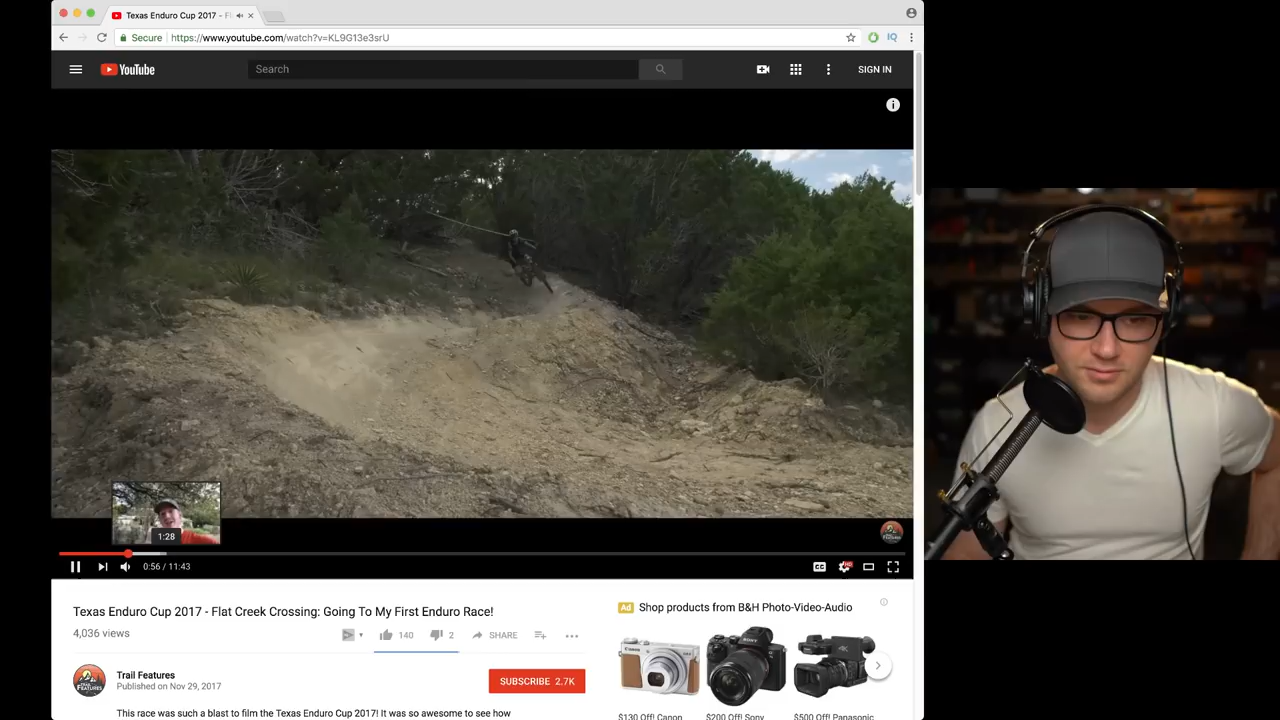 Texas Enduro Cup 2017 - Fl
Secure https://www.youtube.com/watch?v=KL9G13e3srU
IQ
YouTube
Search
SIGN IN
1:28
0:56 / 11:43
CC
HD
Texas Enduro Cup 2017 - Flat Creek Crossing: Going To My First Enduro Race!
4,036 views
140
2
SHARE
Trail Features
Published on Nov 29, 2017
SUBSCRIBE 2.7K
This race was such a blast to film the Texas Enduro Cup 2017! It was so awesome to see how
Ad Shop products from B&H Photo-Video-Audio
$130 Off! Canon
$200 Off! Sony
$500 Off! Panasonic